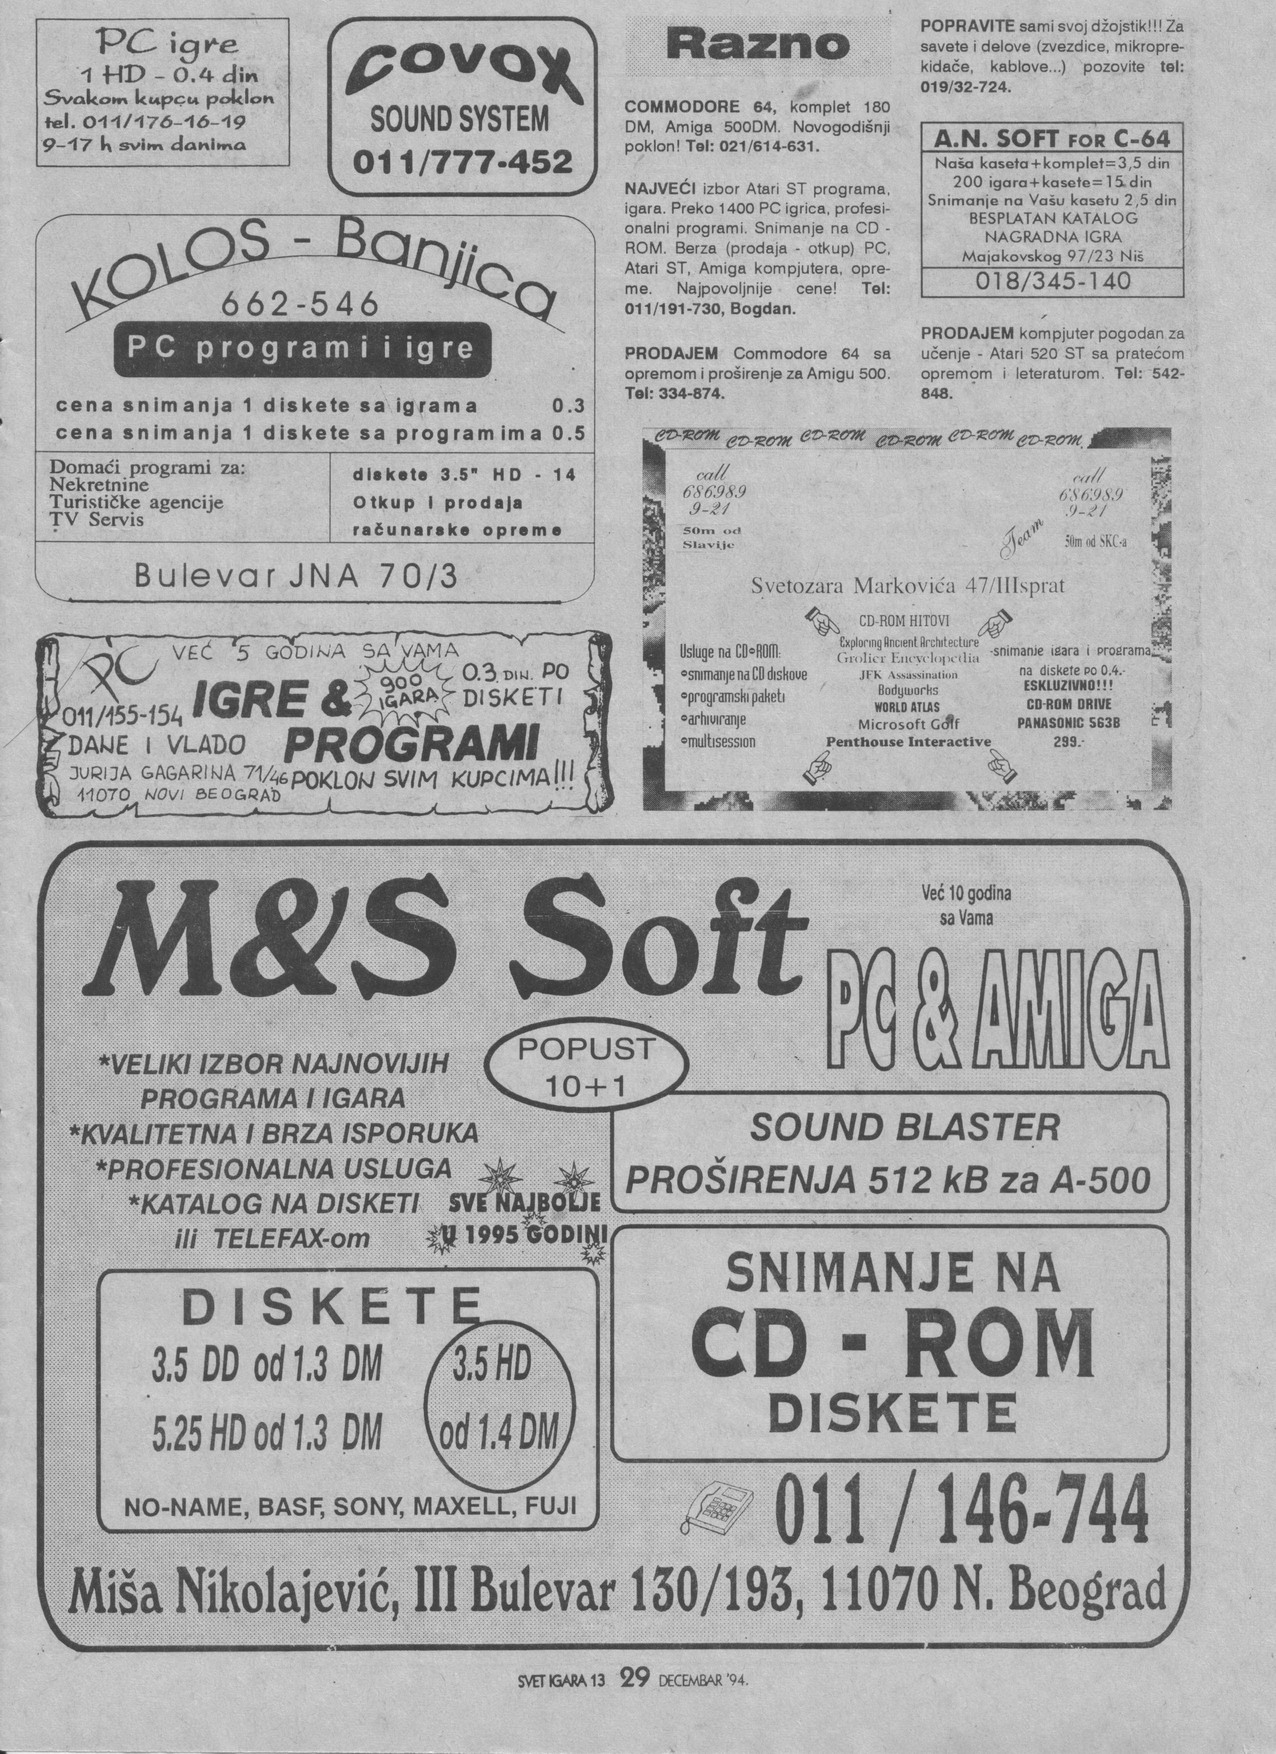 PC igre
1 HD - 0.4 din
Svakom kupcu poklon
tel. 011/176-16-19
9-17 h svim danima
COVOX
SOUND SYSTEM
011/777-452
KOLOS - Banjica
662-546
PC programi i igre
cena snimanja 1 diskete sa igrama 0.3
cena snimanja 1 diskete sa programima 0.5
Domaći programi za:
Nekretnine
Turističke agencije
TV Servis
diskete 3.5" HD - 14
Otkup i prodaja
računarske opreme
Bulevar JNA 70/3
PC
VEĆ 5 GODINA SA VAMA
011/155-154
IGRE &
900
IGARA
0.3 DIN. PO
DISKETI
DANE I VLADO
PROGRAMI
JURIJA GAGARINA 71/46
POKLON SVIM KUPCIMA!!!
11070 NOVI BEOGRAD
Razno
COMMODORE 64, komplet 180
DM, Amiga 500DM. Novogodišnji
poklon! Tel: 021/614-631.
NAJVEĆI izbor Atari ST programa,
igara. Preko 1400 PC igrica, profesi-
onalni programi. Snimanje na CD -
ROM. Berza (prodaja - otkup) PC,
Atari ST, Amiga kompjutera, opre-
me. Najpovoljnije cene! Tel:
011/191-730, Bogdan.
PRODAJEM Commodore 64 sa
opremom i proširenje za Amigu 500.
Tel: 334-874.
POPRAVITE sami svoj džojstik!!! Za
savete i delove (zvezdice, mikropre-
kidače, kablove...) pozovite tel:
019/32-724.
A.N. SOFT FOR C-64
Naša kaseta+komplet=3,5 din
200 igara+kasete=15 din
Snimanje na Vašu kasetu 2,5 din
BESPLATAN KATALOG
NAGRADNA IGRA
Majakovskog 97/23 Niš
018/345-140
PRODAJEM kompjuter pogodan za
učenje - Atari 520 ST sa pratećom
opremom i leteraturom. Tel: 542-
848.
CD-ROM CD-ROM CD-ROM CD-ROM CD-ROM CD-ROM
call
686989
9-21
50m od
Slavije
call
686989
9-21
Team
50m od SKC-a
Svetozara Markovića 47/IIIsprat
Usluge na CD•ROM:
•snimanje na CD diskove
•programski paketi
•arhiviranje
•multisession
CD-ROM HITOVI
Exploring Ancient Architecture
Grolier Encyclopedia
JFK Assassination
Bodyworks
WORLD ATLAS
Microsoft Golf
Penthouse Interactive
-snimanje igara i programa
na diskete po 0.4.-
ESKLUZIVNO!!!
CD-ROM DRIVE
PANASONIC 563B
299.-
M&S Soft
Već 10 godina
sa Vama
PC & AMIGA
POPUST
10+1
*VELIKI IZBOR NAJNOVIJIH
PROGRAMA I IGARA
*KVALITETNA I BRZA ISPORUKA
*PROFESIONALNA USLUGA
*KATALOG NA DISKETI
ili TELEFAX-om
SVE NAJBOLJE
U 1995 GODINI
SOUND BLASTER
PROŠIRENJA 512 kB za A-500
DISKETE
3.5 DD od 1.3 DM
5.25 HD od 1.3 DM
3.5 HD
od 1.4 DM
NO-NAME, BASF, SONY, MAXELL, FUJI
SNIMANJE NA
CD - ROM
DISKETE
011 / 146-744
Miša Nikolajević, III Bulevar 130/193, 11070 N. Beograd
SVET IGARA 13 29 DECEMBAR '94.